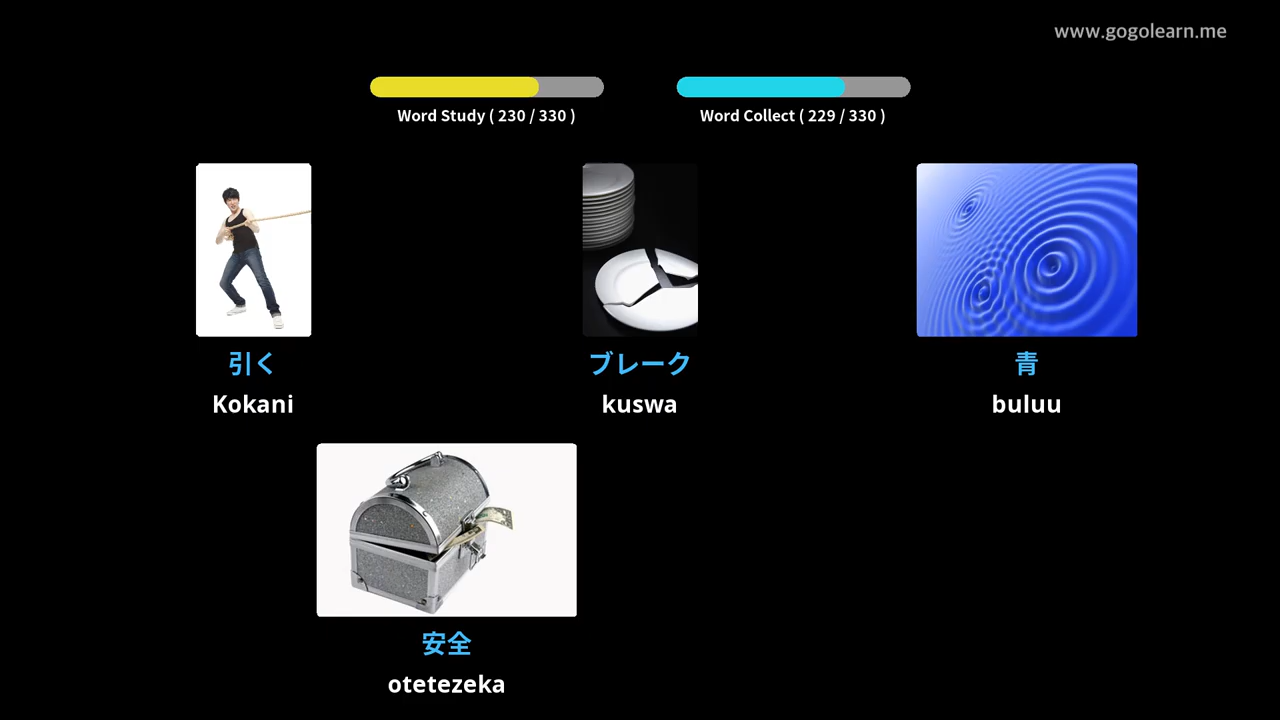 www.gogolearn.me
Word Study ( 230 / 330 )
Word Collect ( 229 / 330 )
引く
Kokani
ブレーク
kuswa
青
buluu
安全
otetezeka